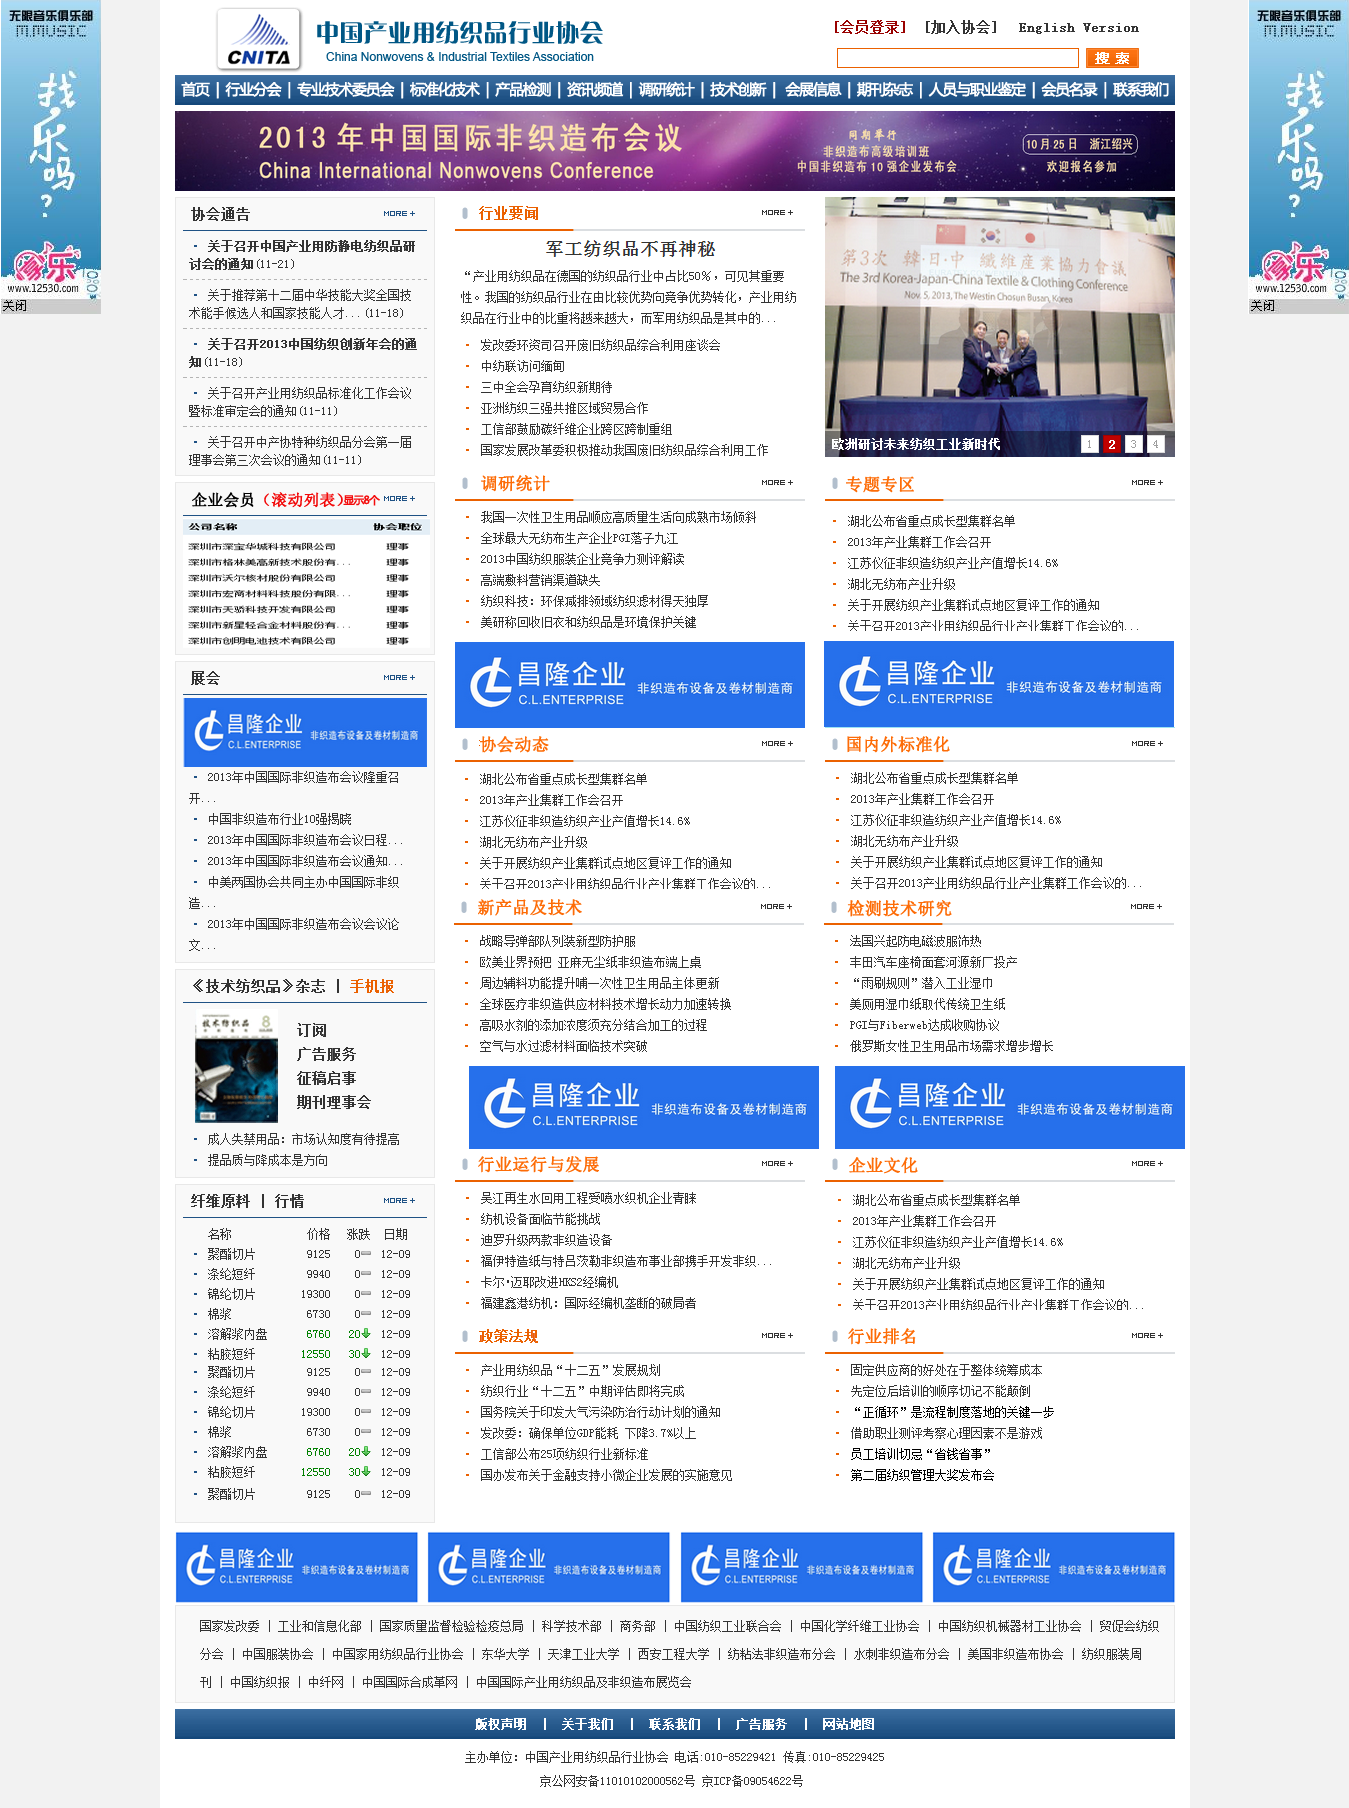 无限音乐俱乐部
M.MUSIC
找乐吗?
www.12530.com
关闭
CNITA
中国产业用纺织品行业协会
China Nonwovens & Industrial Textiles Association
[会员登录] [加入协会] English Version
搜 索
首页 | 行业分会 | 专业技术委员会 | 标准化技术 | 产品检测 | 资讯频道 | 调研统计 | 技术创新 | 会展信息 | 期刊杂志 | 人员与职业鉴定 | 会员名录 | 联系我们
2013 年中国国际非织造布会议
China International Nonwovens Conference
同期举行
非织造布高级培训班
中国非织造布 10 强企业发布会
10 月 25 日 浙江绍兴
欢迎报名参加
无限音乐俱乐部
M.MUSIC
找乐吗?
www.12530.com
关闭
协会通告 MORE+
关于召开中国产业用防静电纺织品研
讨会的通知(11-21)
关于推荐第十二届中华技能大奖全国技
术能手候选人和国家技能人才...(11-18)
关于召开2013中国纺织创新年会的通
知(11-18)
关于召开产业用纺织品标准化工作会议
暨标准审定会的通知(11-11)
关于召开中产协特种纺织品分会第一届
理事会第三次会议的通知(11-11)
企业会员(滚动列表)显示8个 MORE+
公司名称 协会职位
深圳市深宝华城科技有限公司 理事
深圳市格林美高新技术股份有... 理事
深圳市沃尔核材股份有限公司 理事
深圳市宏商材料科技股份有限... 理事
深圳市天骄科技开发有限公司 理事
深圳市新星轻合金材料股份有... 理事
深圳市创明电池技术有限公司 理事
展会 MORE+
昌隆企业
C.L.ENTERPRISE
非织造布设备及卷材制造商
2013年中国国际非织造布会议隆重召
开...
中国非织造布行业10强揭晓
2013年中国国际非织造布会议日程...
2013年中国国际非织造布会议通知...
中美两国协会共同主办中国国际非织
造...
2013年中国国际非织造布会议会议论
文...
《技术纺织品》杂志 | 手机报
技术纺织品 8
订阅
广告服务
征稿启事
期刊理事会
成人失禁用品：市场认知度有待提高
提品质与降成本是方向
纤维原料 | 行情 MORE+
名称 价格 涨跌 日期
聚酯切片 9125 0 12-09
涤纶短纤 9940 0 12-09
锦纶切片 19300 0 12-09
棉浆 6730 0 12-09
溶解浆内盘 6760 20 12-09
粘胶短纤 12550 30 12-09
聚酯切片 9125 0 12-09
涤纶短纤 9940 0 12-09
锦纶切片 19300 0 12-09
棉浆 6730 0 12-09
溶解浆内盘 6760 20 12-09
粘胶短纤 12550 30 12-09
聚酯切片 9125 0 12-09
行业要闻 MORE+
军工纺织品不再神秘
“产业用纺织品在德国的纺织品行业中占比50%，可见其重要
性。我国的纺织品行业在由比较优势向竞争优势转化，产业用纺
织品在行业中的比重将越来越大，而军用纺织品是其中的...
发改委环资司召开废旧纺织品综合利用座谈会
中纺联访问缅甸
三中全会孕育纺织新期待
亚洲纺织三强共推区域贸易合作
工信部鼓励碳纤维企业跨区跨制重组
国家发展改革委积极推动我国废旧纺织品综合利用工作
第3次 韓·日·中 纖維産業協力會議
The 3rd Korea-Japan-China Textile & Clothing Conference
Nov. 5, 2013, The Westin Chosun Busan, Korea
欧洲研讨未来纺织工业新时代
1 2 3 4
调研统计 MORE+
我国一次性卫生用品顺应高质量生活向成熟市场倾斜
全球最大无纺布生产企业PGI落子九江
2013中国纺织服装企业竞争力测评解读
高端敷料营销渠道缺失
纺织科技：环保减排领域纺织滤材得天独厚
美研称回收旧衣和纺织品是环境保护关键
专题专区 MORE+
湖北公布省重点成长型集群名单
2013年产业集群工作会召开
江苏仪征非织造纺织产业产值增长14.6%
湖北无纺布产业升级
关于开展纺织产业集群试点地区复评工作的通知
关于召开2013产业用纺织品行业产业集群工作会议的...
昌隆企业
C.L.ENTERPRISE
非织造布设备及卷材制造商
昌隆企业
C.L.ENTERPRISE
非织造布设备及卷材制造商
协会动态 MORE+
湖北公布省重点成长型集群名单
2013年产业集群工作会召开
江苏仪征非织造纺织产业产值增长14.6%
湖北无纺布产业升级
关于开展纺织产业集群试点地区复评工作的通知
关于召开2013产业用纺织品行业产业集群工作会议的...
国内外标准化 MORE+
湖北公布省重点成长型集群名单
2013年产业集群工作会召开
江苏仪征非织造纺织产业产值增长14.6%
湖北无纺布产业升级
关于开展纺织产业集群试点地区复评工作的通知
关于召开2013产业用纺织品行业产业集群工作会议的...
新产品及技术 MORE+
战略导弹部队列装新型防护服
欧美业界预把 亚麻无尘纸非织造布端上桌
周边辅料功能提升哺一次性卫生用品主体更新
全球医疗非织造供应材料技术增长动力加速转换
高吸水剂的添加浓度须充分结合加工的过程
空气与水过滤材料面临技术突破
检测技术研究 MORE+
法国兴起防电磁波服饰热
丰田汽车座椅面套河源新厂投产
“雨刷规则”潜入工业湿巾
美厕用湿巾纸取代传统卫生纸
PGI与Fiberweb达成收购协议
俄罗斯女性卫生用品市场需求增步增长
昌隆企业
C.L.ENTERPRISE
非织造布设备及卷材制造商
昌隆企业
C.L.ENTERPRISE
非织造布设备及卷材制造商
行业运行与发展 MORE+
吴江再生水回用工程受喷水织机企业青睐
纺机设备面临节能挑战
迪罗升级两款非织造设备
福伊特造纸与特吕茨勒非织造布事业部携手开发非织...
卡尔·迈耶改进HKS2经编机
福建鑫港纺机：国际经编机垄断的破局者
企业文化 MORE+
湖北公布省重点成长型集群名单
2013年产业集群工作会召开
江苏仪征非织造纺织产业产值增长14.6%
湖北无纺布产业升级
关于开展纺织产业集群试点地区复评工作的通知
关于召开2013产业用纺织品行业产业集群工作会议的...
政策法规 MORE+
产业用纺织品“十二五”发展规划
纺织行业“十二五”中期评估即将完成
国务院关于印发大气污染防治行动计划的通知
发改委：确保单位GDP能耗 下降3.7%以上
工信部公布25项纺织行业新标准
国办发布关于金融支持小微企业发展的实施意见
行业排名 MORE+
固定供应商的好处在于整体统筹成本
先定位后培训的顺序切记不能颠倒
“正循环”是流程制度落地的关键一步
借助职业测评考察心理因素不是游戏
员工培训切忌“省钱省事”
第二届纺织管理大奖发布会
昌隆企业
C.L.ENTERPRISE
非织造布设备及卷材制造商
昌隆企业
C.L.ENTERPRISE
非织造布设备及卷材制造商
昌隆企业
C.L.ENTERPRISE
非织造布设备及卷材制造商
昌隆企业
C.L.ENTERPRISE
非织造布设备及卷材制造商
国家发改委 | 工业和信息化部 | 国家质量监督检验检疫总局 | 科学技术部 | 商务部 | 中国纺织工业联合会 | 中国化学纤维工业协会 | 中国纺织机械器材工业协会 | 贸促会纺织
分会 | 中国服装协会 | 中国家用纺织品行业协会 | 东华大学 | 天津工业大学 | 西安工程大学 | 纺粘法非织造布分会 | 水刺非织造布分会 | 美国非织造布协会 | 纺织服装周
刊 | 中国纺织报 | 中纤网 | 中国国际合成革网 | 中国国际产业用纺织品及非织造布展览会
版权声明 | 关于我们 | 联系我们 | 广告服务 | 网站地图
主办单位：中国产业用纺织品行业协会 电话:010-85229421 传真:010-85229425
京公网安备11010102000562号 京ICP备09054622号